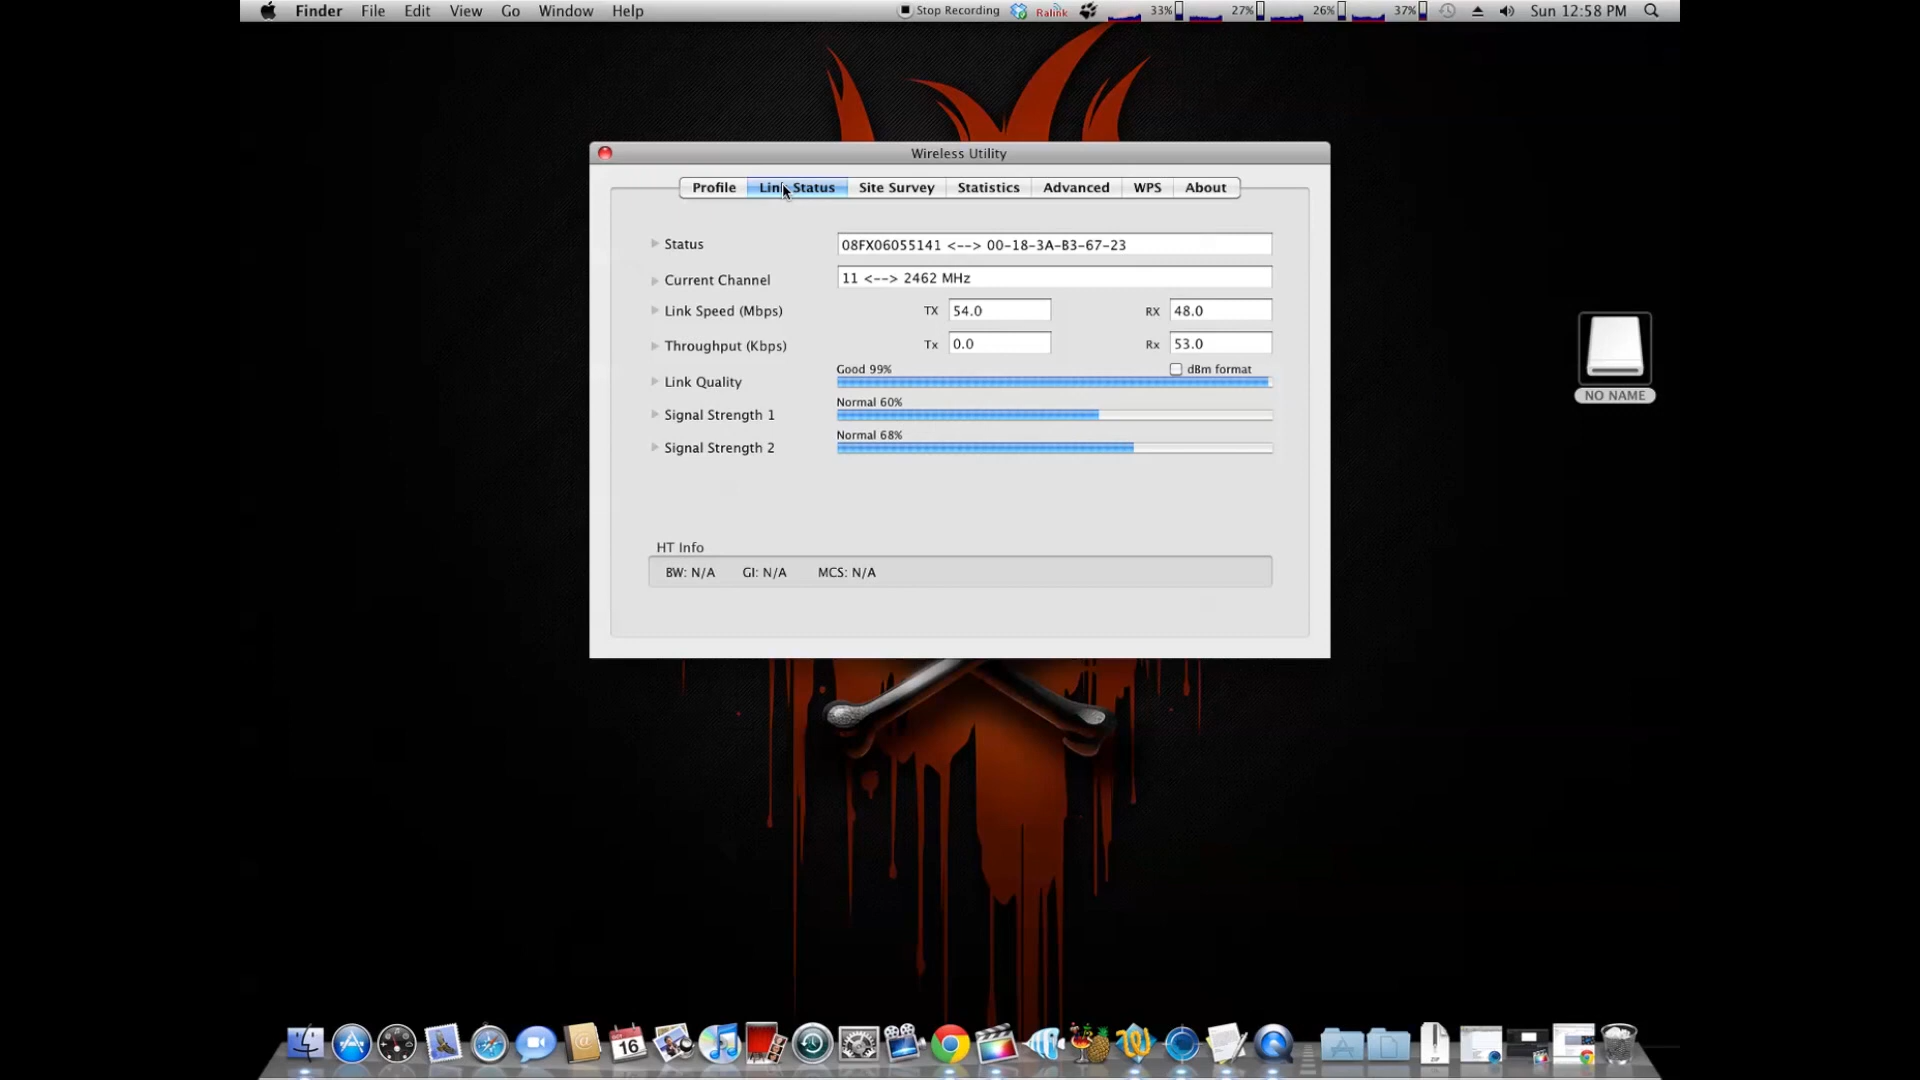 Finder File Edit View Go Window Help Stop Recording Ralink 33% 27% 26% 37% Sun 12:58 PM
Wireless Utility
Profile Link Status Site Survey Statistics Advanced WPS About
Status 08FX06055141 <--> 00-18-3A-B3-67-23
Current Channel 11 <--> 2462 MHz
Link Speed (Mbps) TX 54.0 RX 48.0
Throughput (Kbps) Tx 0.0 Rx 53.0
Good 99% dBm format
Link Quality
Normal 60%
Signal Strength 1
Normal 68%
Signal Strength 2
NO NAME
HT Info
BW: N/A GI: N/A MCS: N/A
16
ZIP